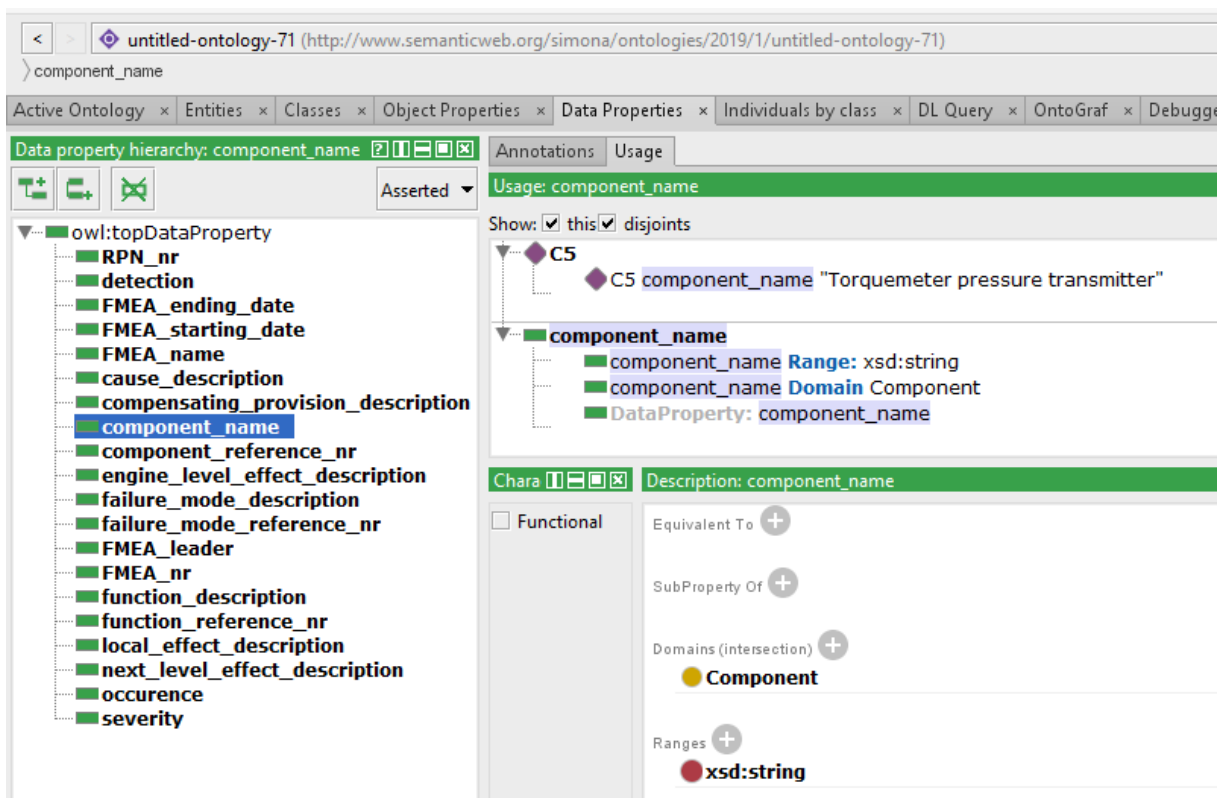 < > untitled-ontology-71 (http://www.semanticweb.org/simona/ontologies/2019/1/untitled-ontology-71)
component_name
Active Ontology × Entities × Classes × Object Properties × Data Properties × Individuals by class × DL Query × OntoGraf × Debugge
Data property hierarchy: component_name
Asserted
owl:topDataProperty
RPN_nr
detection
FMEA_ending_date
FMEA_starting_date
FMEA_name
cause_description
compensating_provision_description
component_name
component_reference_nr
engine_level_effect_description
failure_mode_description
failure_mode_reference_nr
FMEA_leader
FMEA_nr
function_description
function_reference_nr
local_effect_description
next_level_effect_description
occurence
severity
Annotations Usage
Usage: component_name
Show: this disjoints
C5
C5 component_name "Torquemeter pressure transmitter"
component_name
component_name Range: xsd:string
component_name Domain Component
DataProperty: component_name
Chara
Functional
Description: component_name
Equivalent To
SubProperty Of
Domains (intersection)
Component
Ranges
xsd:string